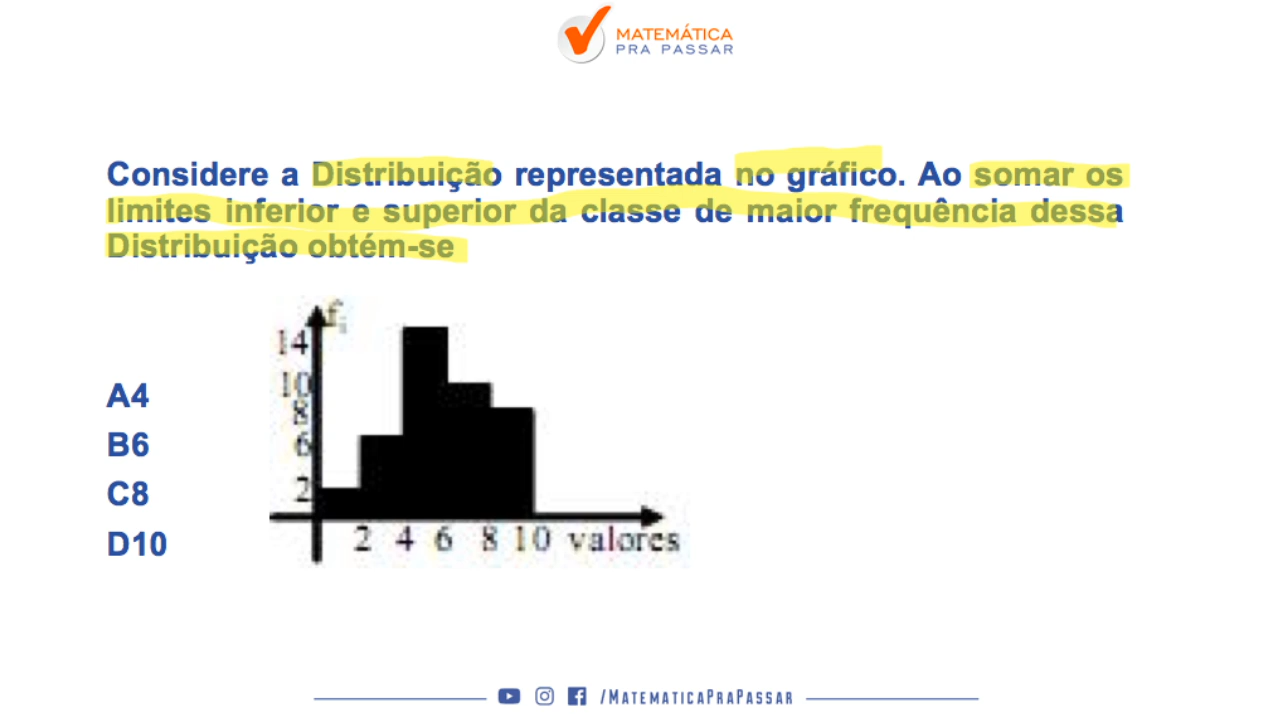 MATEMÁTICA
PRA PASSAR
Considere a Distribuição representada no gráfico. Ao somar os
limites inferior e superior da classe de maior frequência dessa
Distribuição obtém-se
fi
14
10
8
6
2
2 4 6 8 10 valores
A4
B6
C8
D10
/MATEMATICAPRAPASSAR